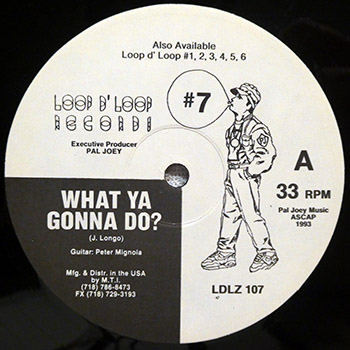 Also Available
Loop d' Loop #1, 2, 3, 4, 5, 6
LOOP D' LOOP
RECORDS
#7
Executive Producer
PAL JOEY
A
33 RPM
Pal Joey Music
ASCAP
1993
WHAT YA
GONNA DO?
(J. Longo)
Guitar: Peter Mignola
Mfg. & Distr. in the USA
by M.T.I.
(718) 786-8473
FX (718) 729-3193
LDLZ 107